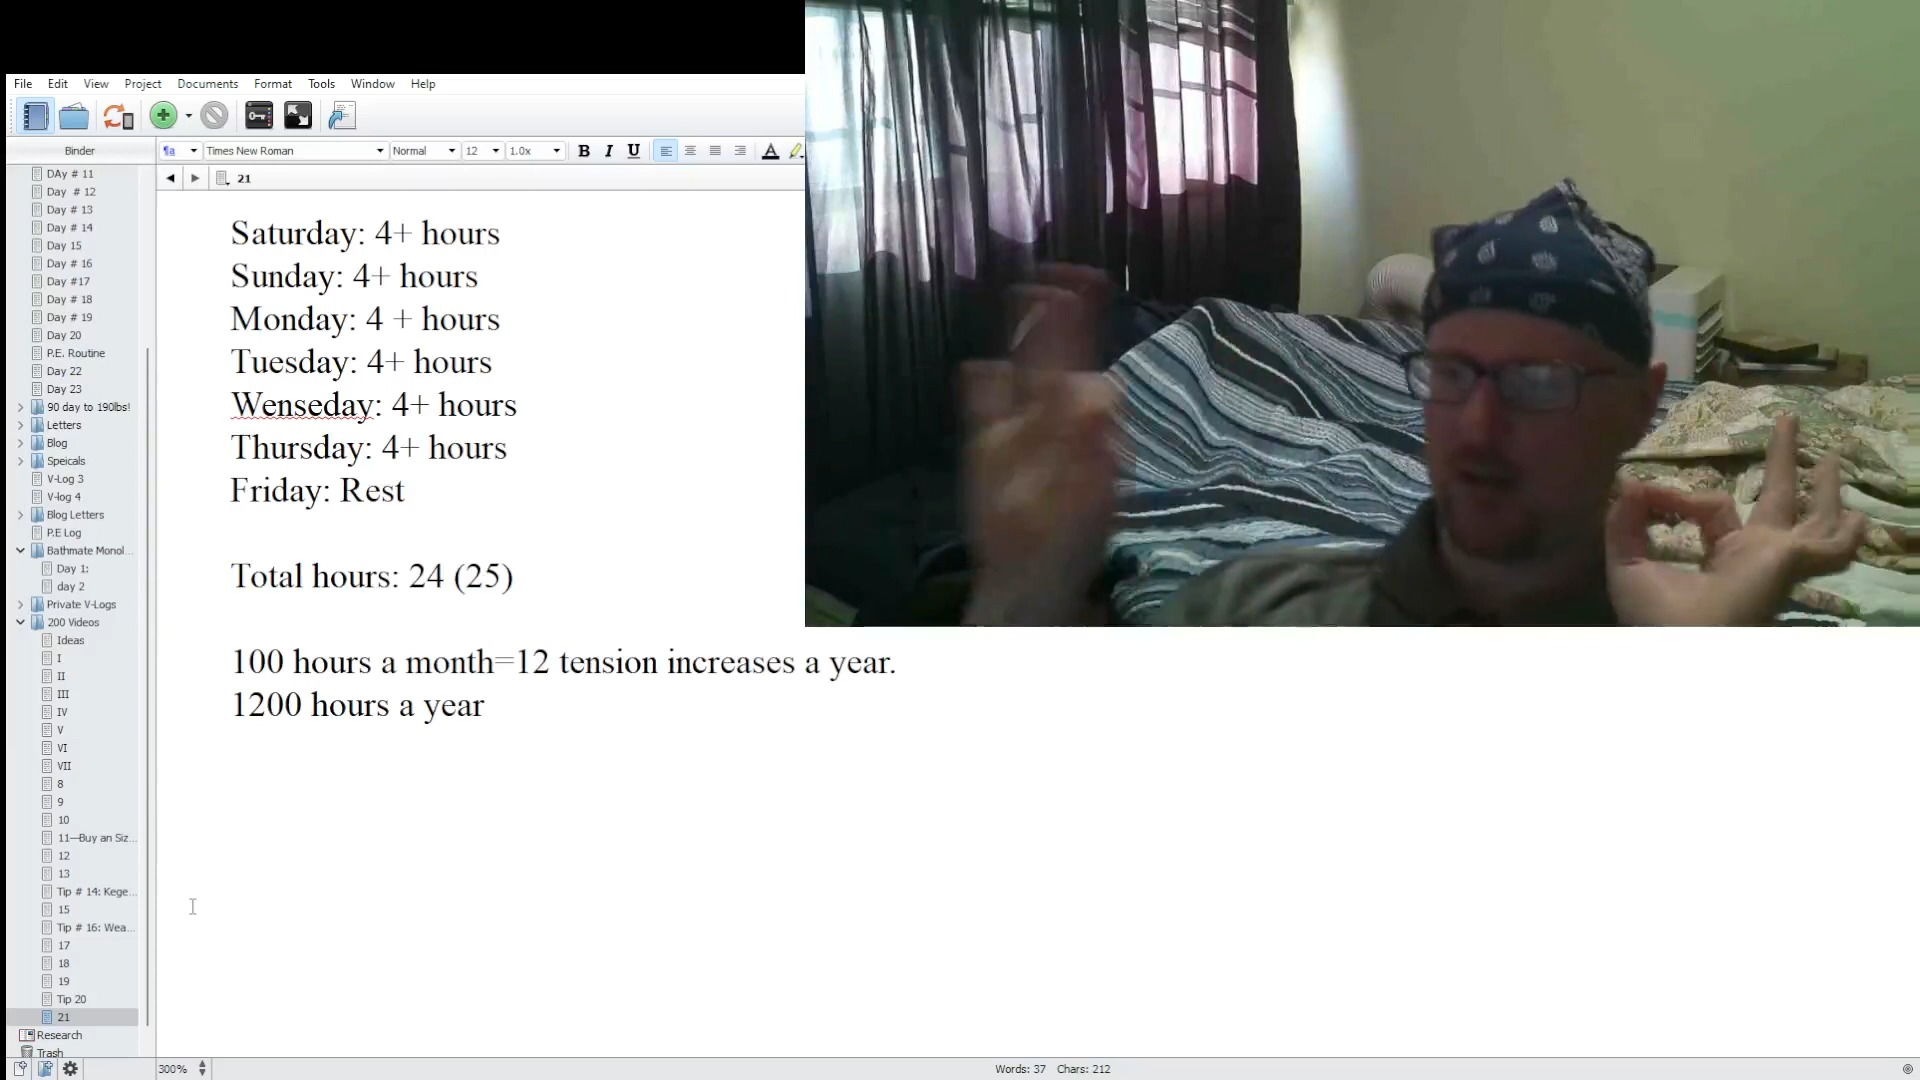 File Edit View Project Documents Format Tools Window Help
Binder
Times New Roman Normal 12 1.0x B I U A
21
DAy # 11
Day # 12
Day # 13
Day # 14
Day 15
Day # 16
Day #17
Day # 18
Day # 19
Day 20
P.E. Routine
Day 22
Day 23
90 day to 190lbs!
Letters
Blog
Speicals
V-Log 3
V-log 4
Blog Letters
P.E Log
Bathmate Monol...
Day 1:
day 2
Private V-Logs
200 Videos
Ideas
I
II
III
IV
V
VI
VII
8
9
10
11—Buy an Siz...
12
13
Tip # 14: Kege...
15
Tip # 16: Wea...
17
18
19
Tip 20
21
Research
Trash
Saturday: 4+ hours
Sunday: 4+ hours
Monday: 4 + hours
Tuesday: 4+ hours
Wenseday: 4+ hours
Thursday: 4+ hours
Friday: Rest
Total hours: 24 (25)
100 hours a month=12 tension increases a year.
1200 hours a year
300%
Words: 37 Chars: 212